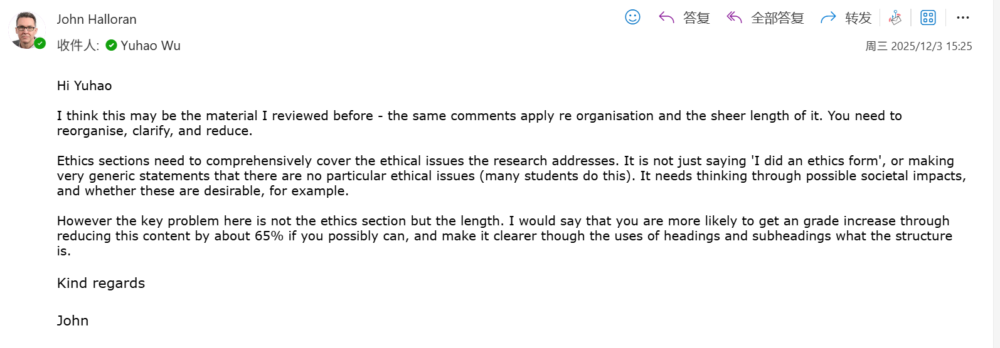 John Halloran
答复
全部答复
转发
收件人: Yuhao Wu
周三 2025/12/3 15:25
Hi Yuhao
I think this may be the material I reviewed before - the same comments apply re organisation and the sheer length of it. You need to
reorganise, clarify, and reduce.
Ethics sections need to comprehensively cover the ethical issues the research addresses. It is not just saying 'I did an ethics form', or making
very generic statements that there are no particular ethical issues (many students do this). It needs thinking through possible societal impacts,
and whether these are desirable, for example.
However the key problem here is not the ethics section but the length. I would say that you are more likely to get an grade increase through
reducing this content by about 65% if you possibly can, and make it clearer though the uses of headings and subheadings what the structure
is.
Kind regards
John